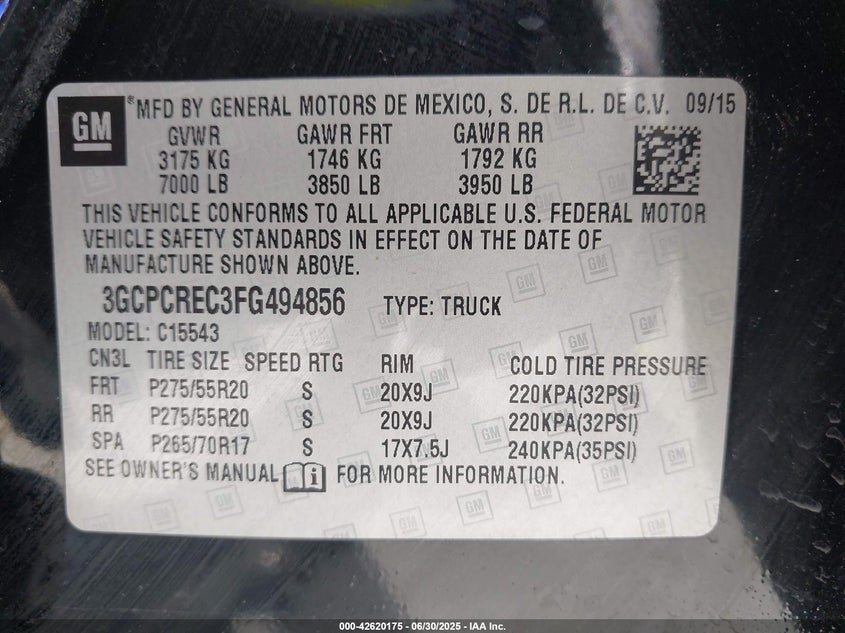 GM ®MFD BY GENERAL MOTORS DE MEXICO, S. DE R.L. DE C.V. 09/15
GVWR GAWR FRT GAWR RR
3175 KG 1746 KG 1792 KG
7000 LB 3850 LB 3950 LB
THIS VEHICLE CONFORMS TO ALL APPLICABLE U.S. FEDERAL MOTOR
VEHICLE SAFETY STANDARDS IN EFFECT ON THE DATE OF
MANUFACTURE SHOWN ABOVE.
3GCPCREC3FG494856 TYPE: TRUCK
MODEL: C15543
CN3L TIRE SIZE SPEED RTG RIM COLD TIRE PRESSURE
FRT P275/55R20 S 20X9J 220KPA(32PSI)
RR P275/55R20 S 20X9J 220KPA(32PSI)
SPA P265/70R17 S 17X7.5J 240KPA(35PSI)
SEE OWNER'S MANUAL i FOR MORE INFORMATION.
000-42620175 - 06/30/2025 - IAA Inc.